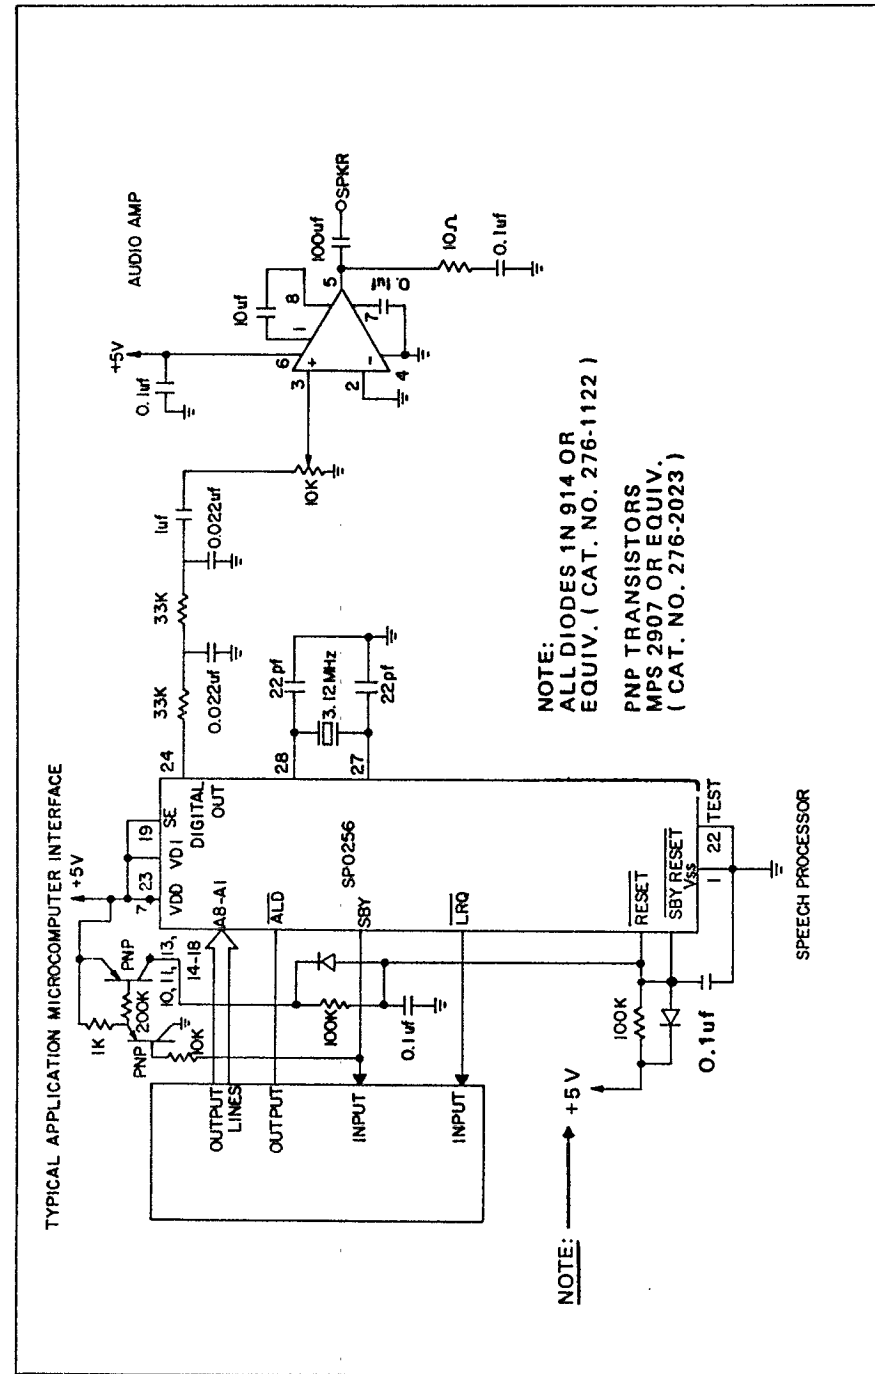 TYPICAL APPLICATION MICROCOMPUTER INTERFACE
+5V
1K
PNP
200K
PNP
10K
10, 11, 13,
14-18
7
23
19
VDD
VDI
SE
A8-A1
DIGITAL
OUT
24
33K
0.022uf
33K
0.022uf
1uf
10K
AUDIO AMP
+5V
0.1uf
10uf
6
1
8
3
+
2
-
4
7
5
0.1uf
100uf
SPKR
10Ω
0.1uf
OUTPUT
LINES
OUTPUT
INPUT
INPUT
ALD
SBY
SP0256
LRQ
28
27
22pf
3.12MHz
22pf
100K
0.1uf
RESET
SBY RESET
VSS
1
22
TEST
100K
0.1uf
NOTE:
+5V
SPEECH PROCESSOR
NOTE:
ALL DIODES 1N 914 OR
EQUIV. ( CAT. NO. 276-1122 )
PNP TRANSISTORS
MPS 2907 OR EQUIV.
( CAT. NO. 276-2023 )